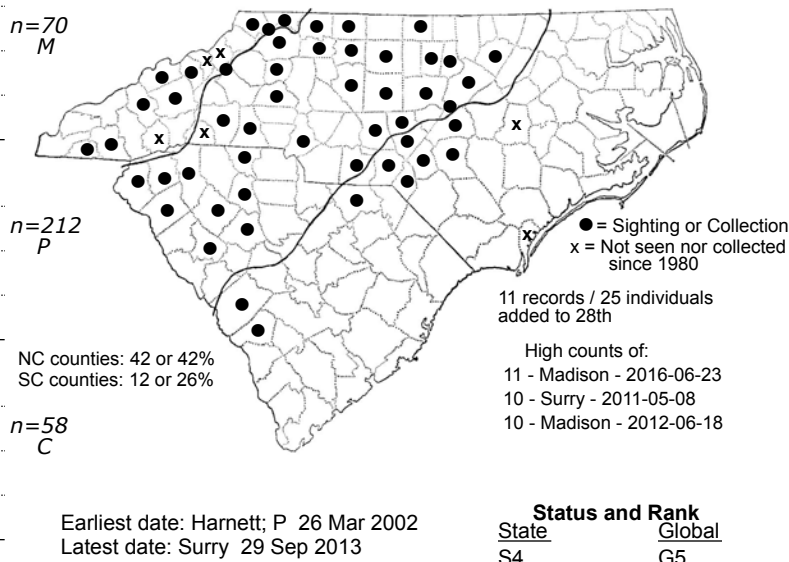 n=70
M
n=212
P
● = Sighting or Collection
x = Not seen nor collected
since 1980
11 records / 25 individuals
added to 28th
NC counties: 42 or 42%
SC counties: 12 or 26%
High counts of:
11 - Madison - 2016-06-23
10 - Surry - 2011-05-08
10 - Madison - 2012-06-18
n=58
C
Earliest date: Harnett; P 26 Mar 2002
Latest date: Surry 29 Sep 2013
Status and Rank
State Global
S4 G5